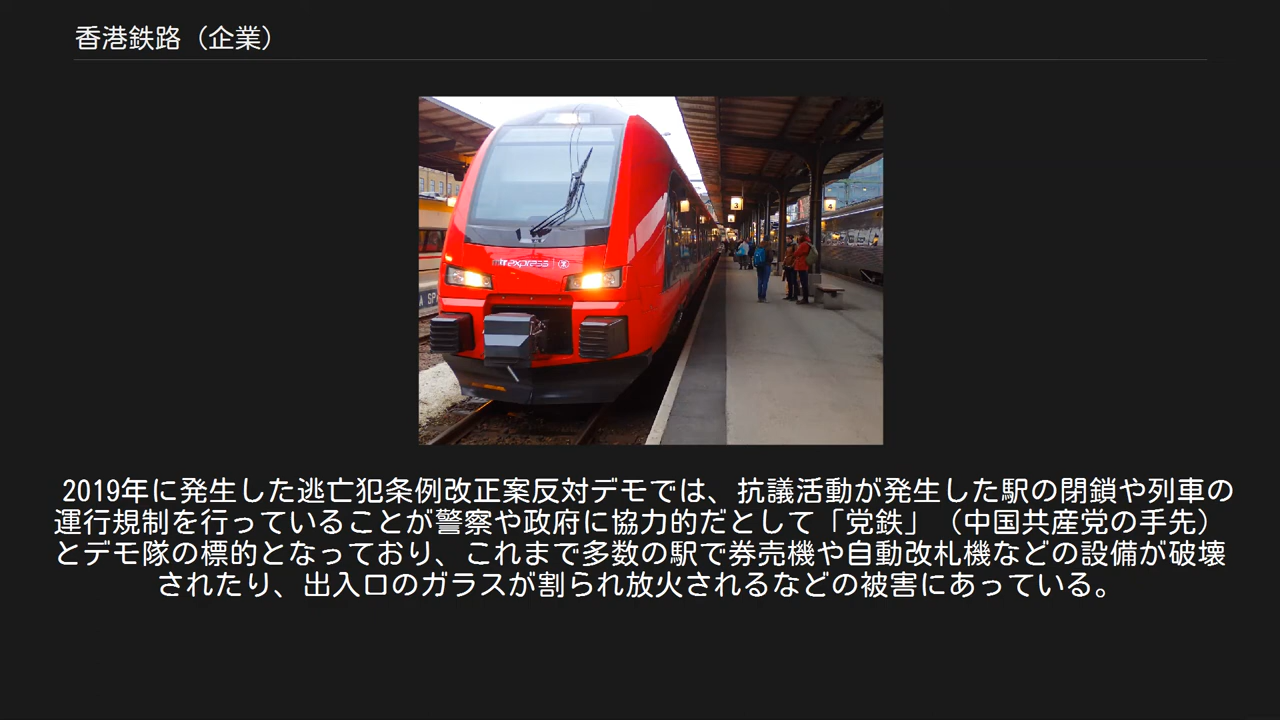 香港鉄路（企業）
mtrexpress
3
4
A SP
2019年に発生した逃亡犯条例改正案反対デモでは、抗議活動が発生した駅の閉鎖や列車の
運行規制を行っていることが警察や政府に協力的だとして「党鉄」（中国共産党の手先）
とデモ隊の標的となっており、これまで多数の駅で券売機や自動改札機などの設備が破壊
されたり、出入口のガラスが割られ放火されるなどの被害にあっている。